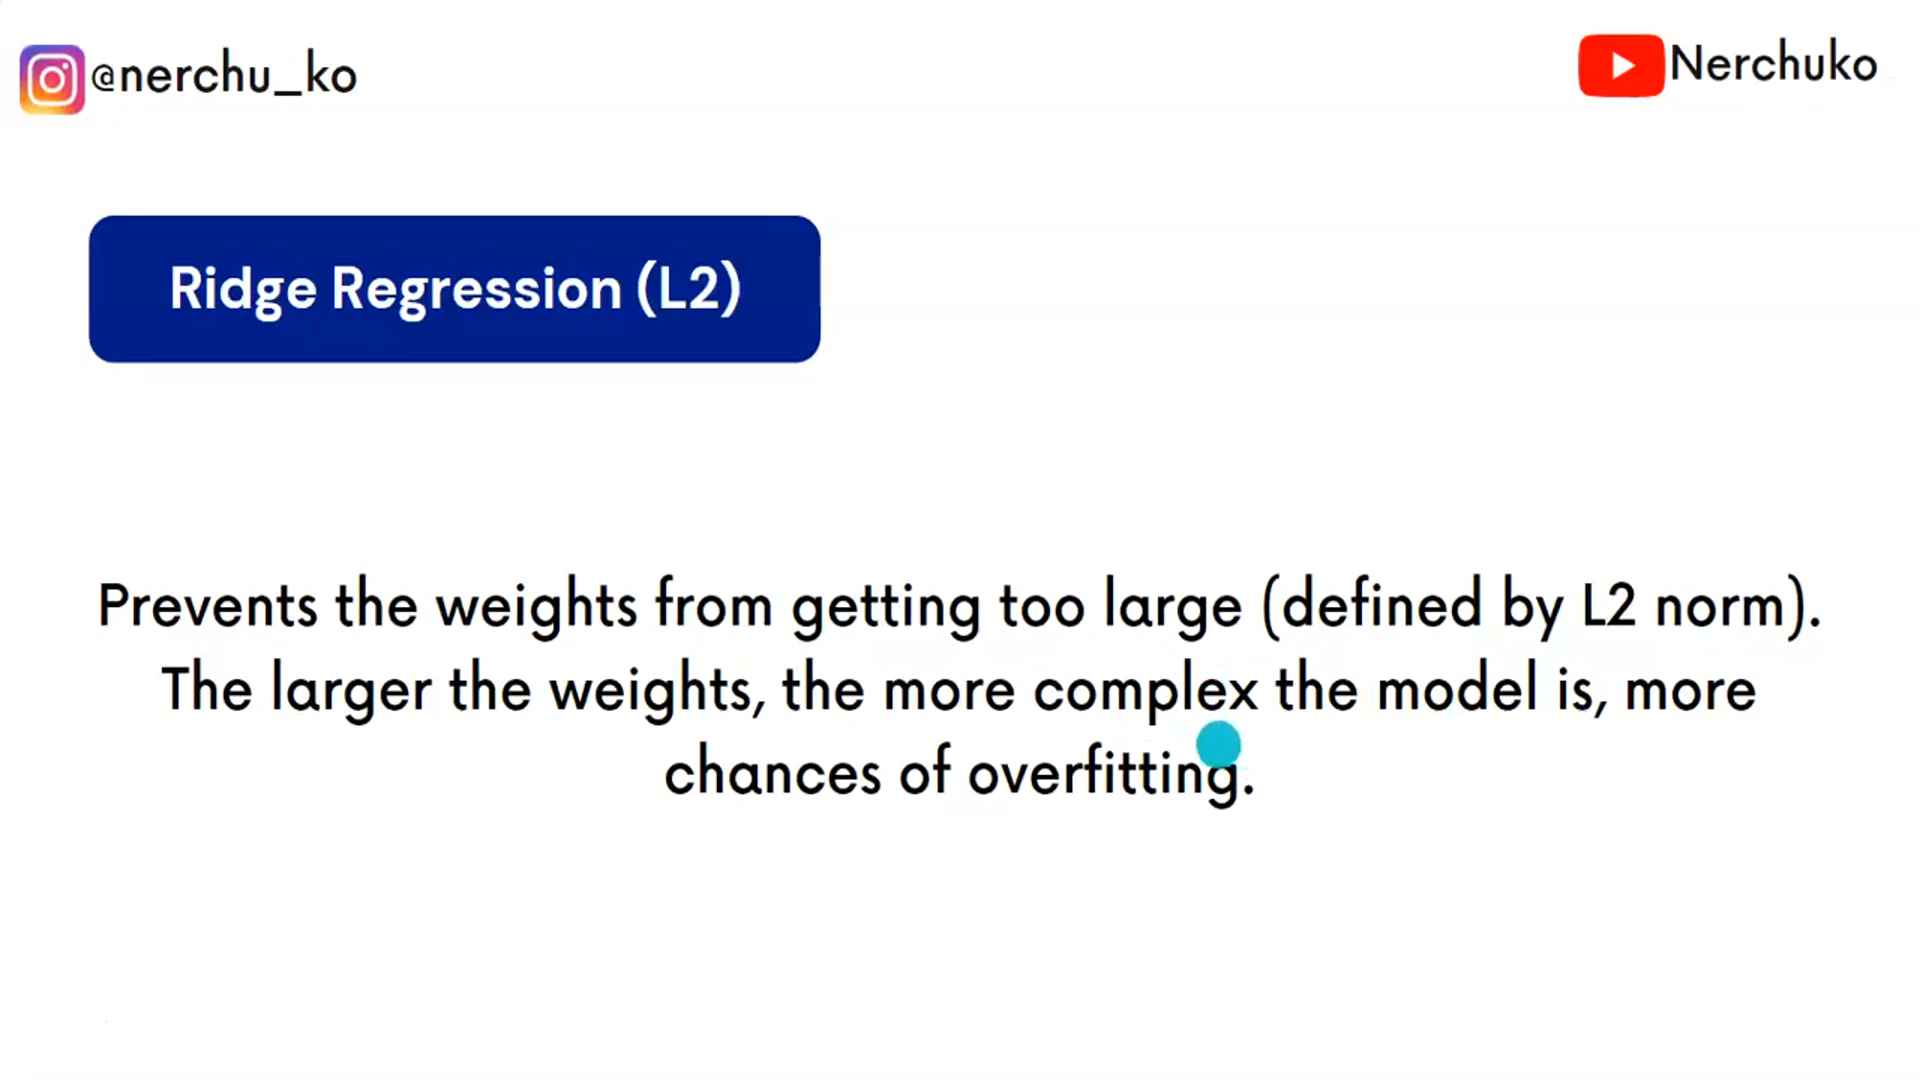 @nerchu_ko
Nerchuko
Ridge Regression (L2)
Prevents the weights from getting too large (defined by L2 norm).
The larger the weights, the more complex the model is, more
chances of overfitting.